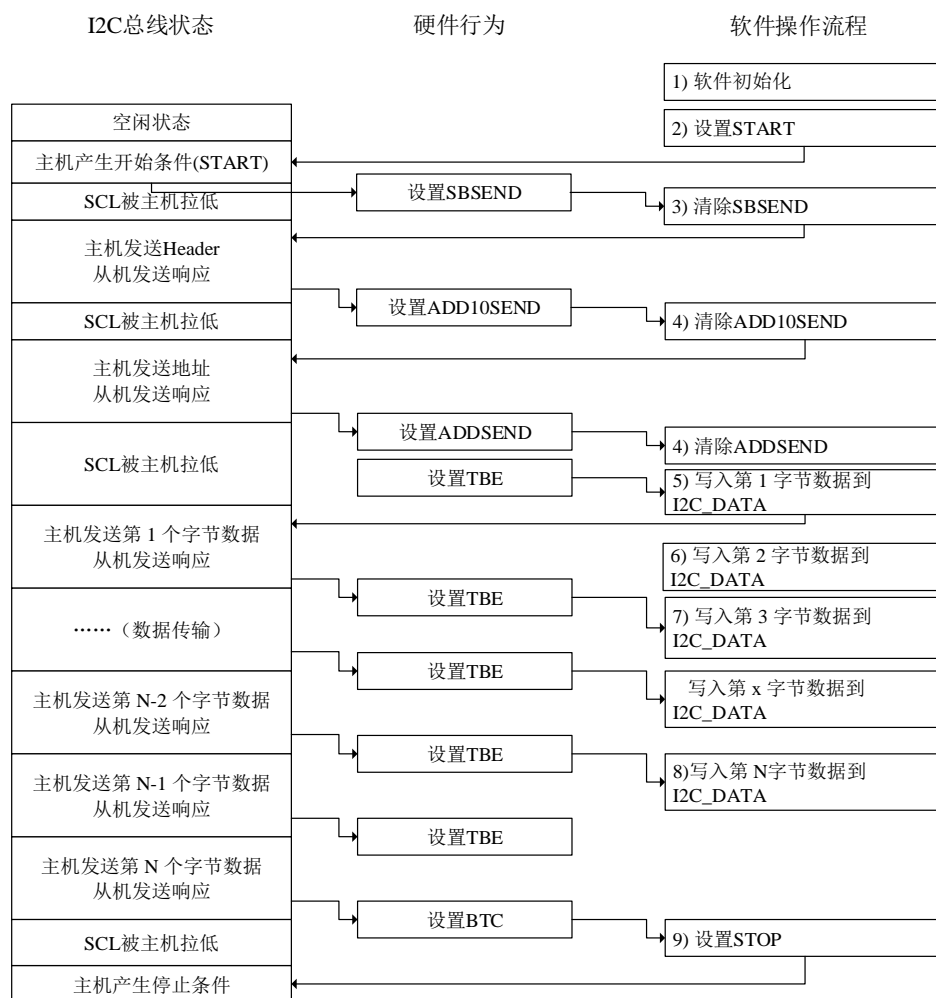 I2C总线状态
硬件行为
软件操作流程
1) 软件初始化
空闲状态
2) 设置START
主机产生开始条件(START)
设置SBSEND
SCL被主机拉低
3) 清除SBSEND
主机发送Header
从机发送响应
设置ADD10SEND
SCL被主机拉低
4) 清除ADD10SEND
主机发送地址
从机发送响应
设置ADDSEND
4) 清除ADDSEND
SCL被主机拉低
设置TBE
5) 写入第 1 字节数据到
I2C_DATA
主机发送第 1 个字节数据
从机发送响应
6) 写入第 2 字节数据到
I2C_DATA
设置TBE
7) 写入第 3 字节数据到
I2C_DATA
……（数据传输）
设置TBE
写入第 x 字节数据到
I2C_DATA
主机发送第 N-2 个字节数据
从机发送响应
设置TBE
8)写入第 N字节数据到
I2C_DATA
主机发送第 N-1 个字节数据
从机发送响应
设置TBE
主机发送第 N 个字节数据
从机发送响应
设置BTC
SCL被主机拉低
9) 设置STOP
主机产生停止条件